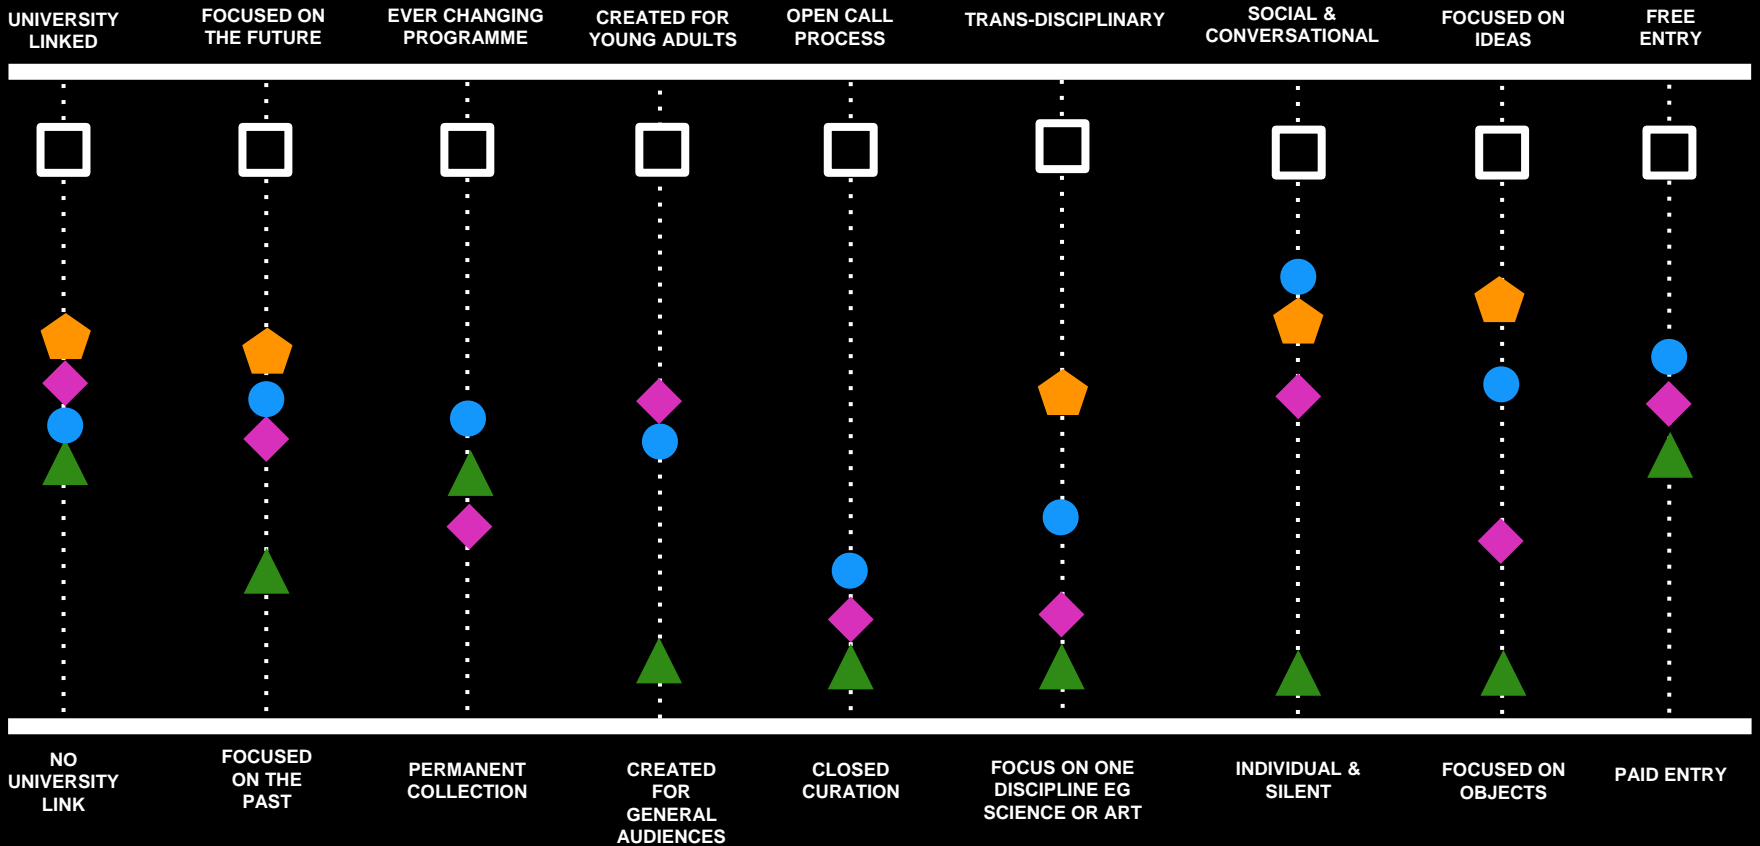 UNIVERSITY
LINKED
FOCUSED ON
THE FUTURE
EVER CHANGING
PROGRAMME
CREATED FOR
YOUNG ADULTS
OPEN CALL
PROCESS
TRANS-DISCIPLINARY
SOCIAL &
CONVERSATIONAL
FOCUSED ON
IDEAS
FREE
ENTRY
NO
UNIVERSITY
LINK
FOCUSED
ON THE
PAST
PERMANENT
COLLECTION
CREATED
FOR
GENERAL
AUDIENCES
CLOSED
CURATION
FOCUS ON ONE
DISCIPLINE EG
SCIENCE OR ART
INDIVIDUAL &
SILENT
FOCUSED ON
OBJECTS
PAID ENTRY